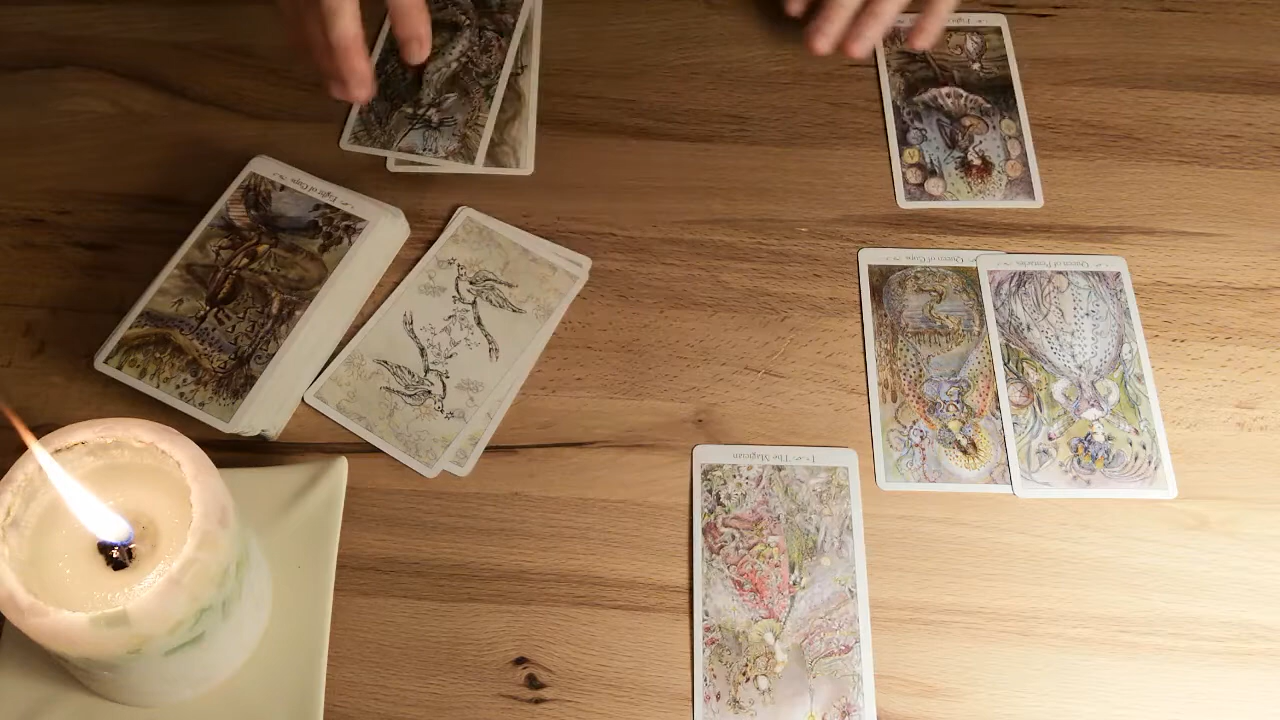 Eight of Cups
Queen of Cups
Queen of Pentacles
I The Magician